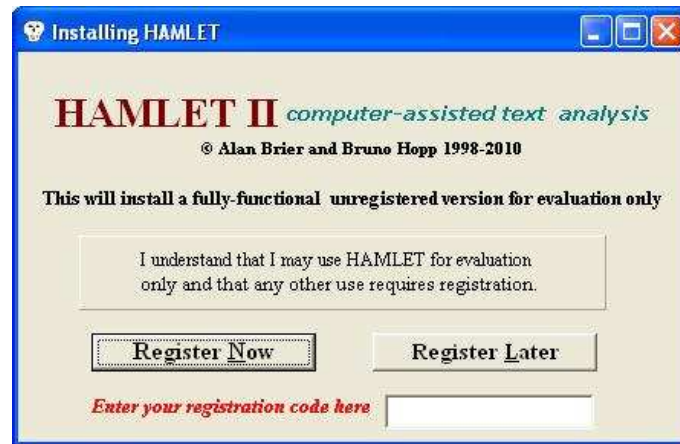 Installing HAMLET
HAMLET II computer-assisted text analysis
© Alan Brier and Bruno Hopp 1998-2010
This will install a fully-functional unregistered version for evaluation only
I understand that I may use HAMLET for evaluation
only and that any other use requires registration.
Register Now Register Later
Enter your registration code here